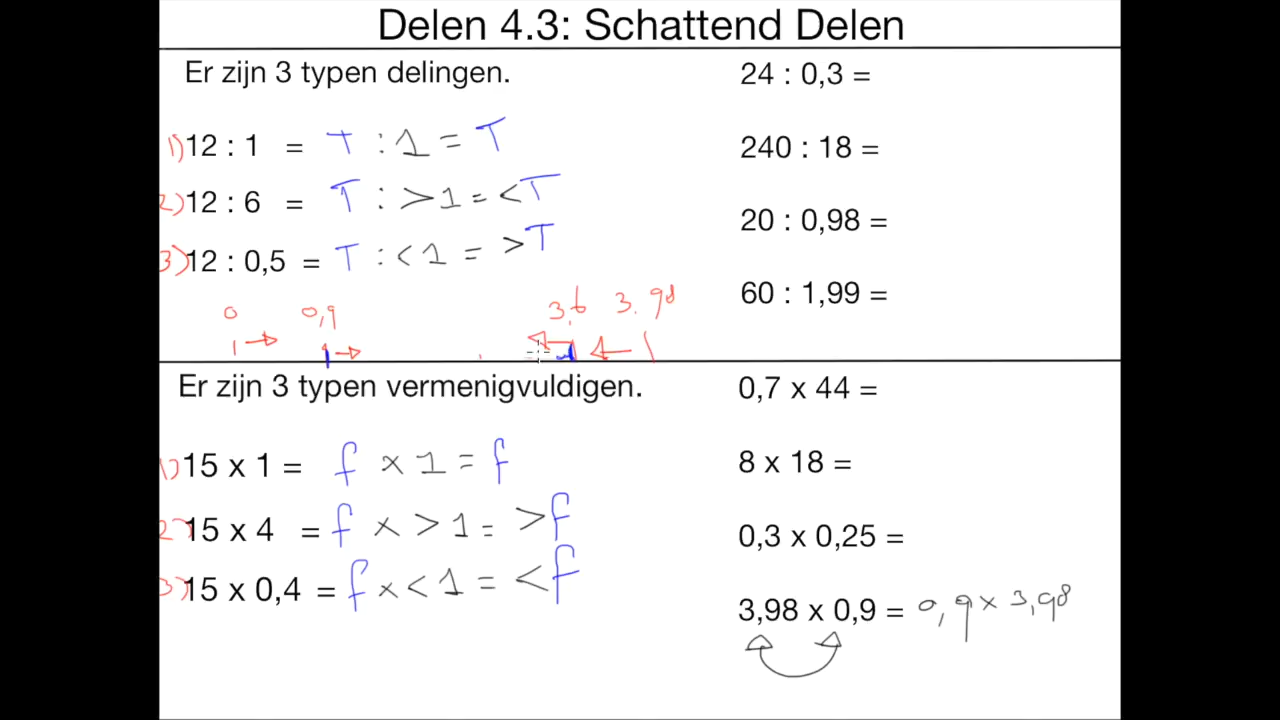 Delen 4.3: Schattend Delen
Er zijn 3 typen delingen.
1) 12 : 1 = T : 1 = T
2) 12 : 6 = T : >1 = <T
3) 12 : 0,5 = T : <1 = >T
0 0,9 3,6 3.98
24 : 0,3 =
240 : 18 =
20 : 0,98 =
60 : 1,99 =
Er zijn 3 typen vermenigvuldigen.
1) 15 x 1 = f x 1 = f
2) 15 x 4 = f x >1 = >f
3) 15 x 0,4 = f x <1 = <f
0,7 x 44 =
8 x 18 =
0,3 x 0,25 =
3,98 x 0,9 = 0,9 x 3,98